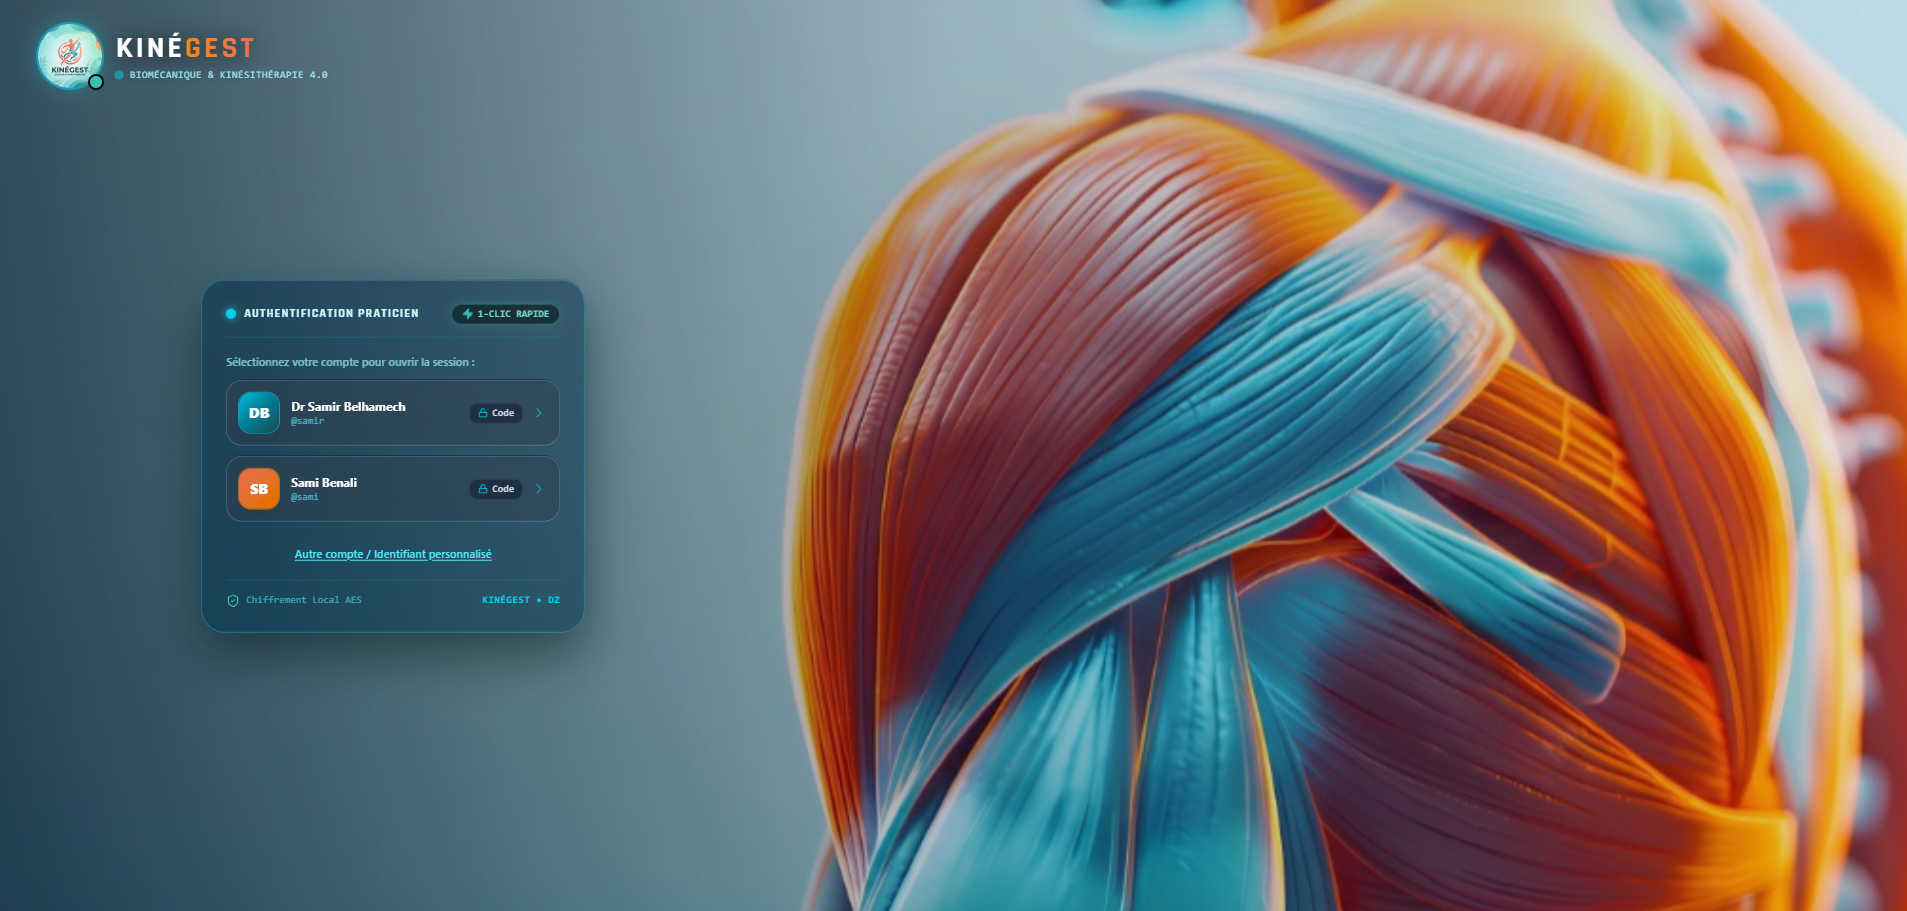 KINÉGEST
KINÉGEST
BIOMÉCANIQUE & KINÉSITHÉRAPIE 4.0
AUTHENTIFICATION PRATICIEN
1-CLIC RAPIDE
Sélectionnez votre compte pour ouvrir la session :
DB
Dr Samir Belhamech
@samir
Code
SB
Sami Benali
@sami
Code
Autre compte / Identifiant personnalisé
Chiffrement Local AES
KINÉGEST • DZ